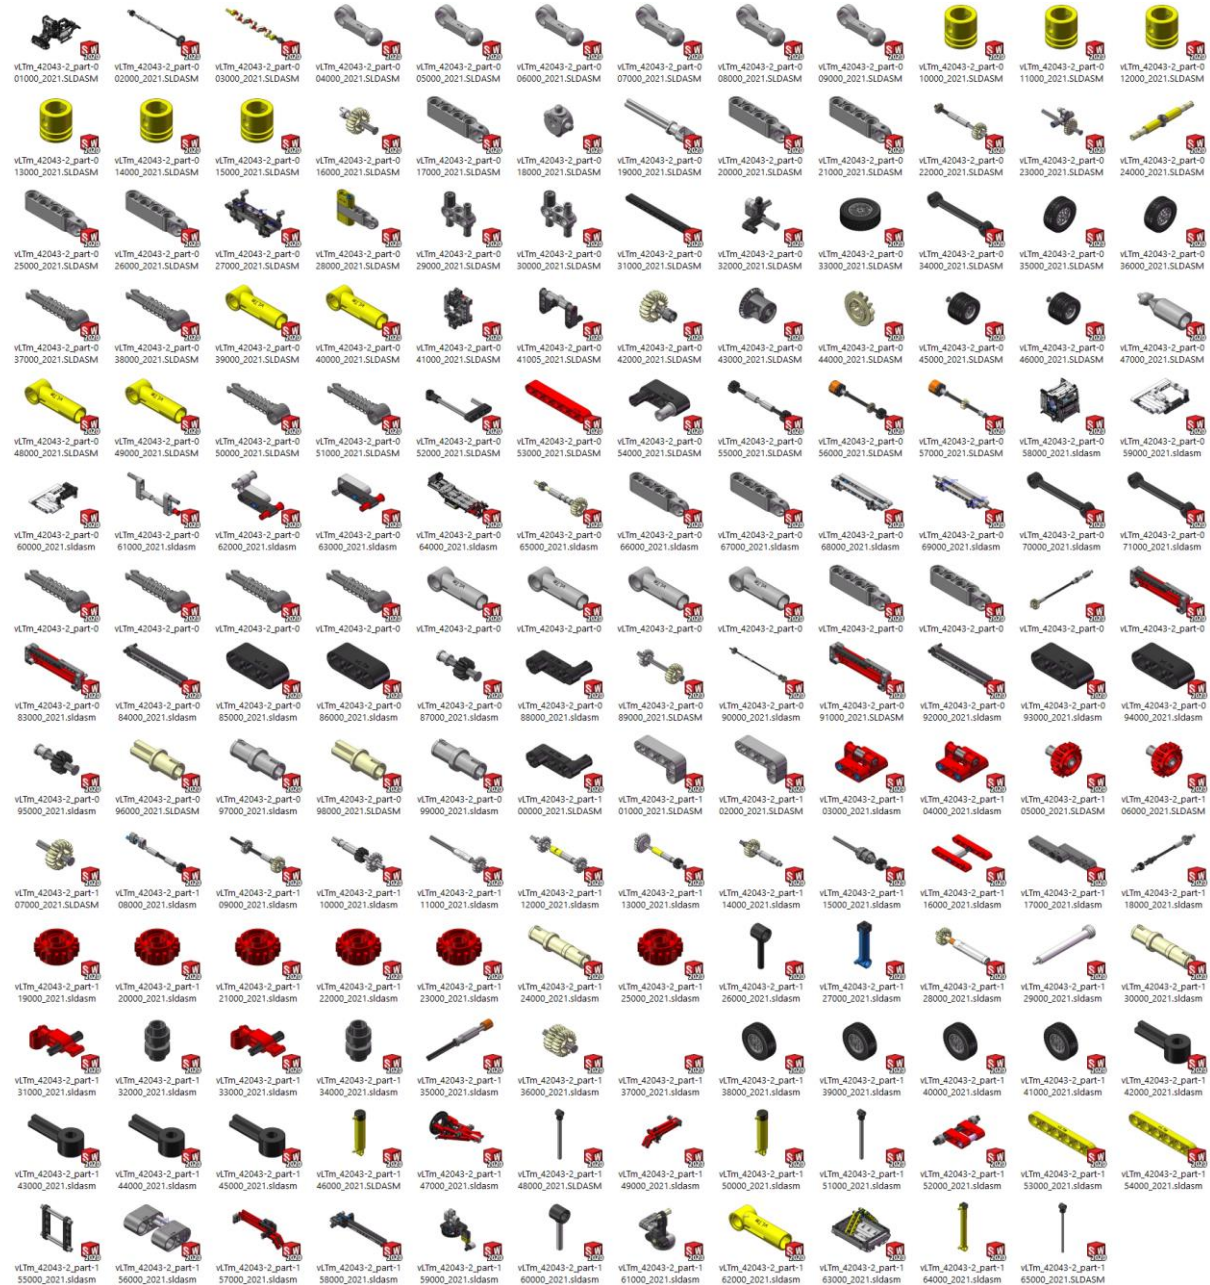 vLTm_42043-2_part-0 vLTm_42043-2_part-0 vLTm_42043-2_part-0 vLTm_42043-2_part-0 vLTm_42043-2_part-0 vLTm_42043-2_part-0 vLTm_42043-2_part-0 vLTm_42043-2_part-0 vLTm_42043-2_part-0 vLTm_42043-2_part-0 vLTm_42043-2_part-0 vLTm_42043-2_part-0
01000_2021.SLDASM 02000_2021.SLDASM 03000_2021.SLDASM 04000_2021.SLDASM 05000_2021.SLDASM 06000_2021.SLDASM 07000_2021.SLDASM 08000_2021.SLDASM 09000_2021.SLDASM 10000_2021.SLDASM 11000_2021.SLDASM 12000_2021.SLDASM
vLTm_42043-2_part-0 vLTm_42043-2_part-0 vLTm_42043-2_part-0 vLTm_42043-2_part-0 vLTm_42043-2_part-0 vLTm_42043-2_part-0 vLTm_42043-2_part-0 vLTm_42043-2_part-0 vLTm_42043-2_part-0 vLTm_42043-2_part-0 vLTm_42043-2_part-0 vLTm_42043-2_part-0
13000_2021.SLDASM 14000_2021.SLDASM 15000_2021.SLDASM 16000_2021.SLDASM 17000_2021.SLDASM 18000_2021.SLDASM 19000_2021.SLDASM 20000_2021.SLDASM 21000_2021.SLDASM 22000_2021.SLDASM 23000_2021.SLDASM 24000_2021.SLDASM
vLTm_42043-2_part-0 vLTm_42043-2_part-0 vLTm_42043-2_part-0 vLTm_42043-2_part-0 vLTm_42043-2_part-0 vLTm_42043-2_part-0 vLTm_42043-2_part-0 vLTm_42043-2_part-0 vLTm_42043-2_part-0 vLTm_42043-2_part-0 vLTm_42043-2_part-0 vLTm_42043-2_part-0
25000_2021.SLDASM 26000_2021.SLDASM 27000_2021.SLDASM 28000_2021.SLDASM 29000_2021.SLDASM 30000_2021.SLDASM 31000_2021.SLDASM 32000_2021.SLDASM 33000_2021.SLDASM 34000_2021.SLDASM 35000_2021.SLDASM 36000_2021.SLDASM
vLTm_42043-2_part-0 vLTm_42043-2_part-0 vLTm_42043-2_part-0 vLTm_42043-2_part-0 vLTm_42043-2_part-0 vLTm_42043-2_part-0 vLTm_42043-2_part-0 vLTm_42043-2_part-0 vLTm_42043-2_part-0 vLTm_42043-2_part-0 vLTm_42043-2_part-0 vLTm_42043-2_part-0
37000_2021.SLDASM 38000_2021.SLDASM 39000_2021.SLDASM 40000_2021.SLDASM 41000_2021.SLDASM 41005_2021.SLDASM 42000_2021.SLDASM 43000_2021.SLDASM 44000_2021.SLDASM 45000_2021.SLDASM 46000_2021.SLDASM 47000_2021.SLDASM
vLTm_42043-2_part-0 vLTm_42043-2_part-0 vLTm_42043-2_part-0 vLTm_42043-2_part-0 vLTm_42043-2_part-0 vLTm_42043-2_part-0 vLTm_42043-2_part-0 vLTm_42043-2_part-0 vLTm_42043-2_part-0 vLTm_42043-2_part-0 vLTm_42043-2_part-0 vLTm_42043-2_part-0
48000_2021.SLDASM 49000_2021.SLDASM 50000_2021.SLDASM 51000_2021.SLDASM 52000_2021.SLDASM 53000_2021.SLDASM 54000_2021.SLDASM 55000_2021.SLDASM 56000_2021.SLDASM 57000_2021.SLDASM 58000_2021.sldasm 59000_2021.sldasm
vLTm_42043-2_part-0 vLTm_42043-2_part-0 vLTm_42043-2_part-0 vLTm_42043-2_part-0 vLTm_42043-2_part-0 vLTm_42043-2_part-0 vLTm_42043-2_part-0 vLTm_42043-2_part-0 vLTm_42043-2_part-0 vLTm_42043-2_part-0 vLTm_42043-2_part-0 vLTm_42043-2_part-0
60000_2021.sldasm 61000_2021.sldasm 62000_2021.sldasm 63000_2021.sldasm 64000_2021.sldasm 65000_2021.sldasm 66000_2021.sldasm 67000_2021.sldasm 68000_2021.sldasm 69000_2021.sldasm 70000_2021.sldasm 71000_2021.sldasm
vLTm_42043-2_part-0 vLTm_42043-2_part-0 vLTm_42043-2_part-0 vLTm_42043-2_part-0 vLTm_42043-2_part-0 vLTm_42043-2_part-0 vLTm_42043-2_part-0 vLTm_42043-2_part-0 vLTm_42043-2_part-0 vLTm_42043-2_part-0 vLTm_42043-2_part-0 vLTm_42043-2_part-0
vLTm_42043-2_part-0 vLTm_42043-2_part-0 vLTm_42043-2_part-0 vLTm_42043-2_part-0 vLTm_42043-2_part-0 vLTm_42043-2_part-0 vLTm_42043-2_part-0 vLTm_42043-2_part-0 vLTm_42043-2_part-0 vLTm_42043-2_part-0 vLTm_42043-2_part-0 vLTm_42043-2_part-0
83000_2021.sldasm 84000_2021.sldasm 85000_2021.sldasm 86000_2021.sldasm 87000_2021.sldasm 88000_2021.sldasm 89000_2021.SLDASM 90000_2021.sldasm 91000_2021.SLDASM 92000_2021.sldasm 93000_2021.sldasm 94000_2021.sldasm
vLTm_42043-2_part-0 vLTm_42043-2_part-0 vLTm_42043-2_part-0 vLTm_42043-2_part-0 vLTm_42043-2_part-0 vLTm_42043-2_part-1 vLTm_42043-2_part-1 vLTm_42043-2_part-1 vLTm_42043-2_part-1 vLTm_42043-2_part-1 vLTm_42043-2_part-1 vLTm_42043-2_part-1
95000_2021.sldasm 96000_2021.SLDASM 97000_2021.sldasm 98000_2021.SLDASM 99000_2021.sldasm 00000_2021.SLDASM 01000_2021.SLDASM 02000_2021.SLDASM 03000_2021.sldasm 04000_2021.sldasm 05000_2021.SLDASM 06000_2021.SLDASM
vLTm_42043-2_part-1 vLTm_42043-2_part-1 vLTm_42043-2_part-1 vLTm_42043-2_part-1 vLTm_42043-2_part-1 vLTm_42043-2_part-1 vLTm_42043-2_part-1 vLTm_42043-2_part-1 vLTm_42043-2_part-1 vLTm_42043-2_part-1 vLTm_42043-2_part-1 vLTm_42043-2_part-1
07000_2021.SLDASM 08000_2021.sldasm 09000_2021.sldasm 10000_2021.sldasm 11000_2021.sldasm 12000_2021.sldasm 13000_2021.sldasm 14000_2021.sldasm 15000_2021.sldasm 16000_2021.sldasm 17000_2021.sldasm 18000_2021.sldasm
vLTm_42043-2_part-1 vLTm_42043-2_part-1 vLTm_42043-2_part-1 vLTm_42043-2_part-1 vLTm_42043-2_part-1 vLTm_42043-2_part-1 vLTm_42043-2_part-1 vLTm_42043-2_part-1 vLTm_42043-2_part-1 vLTm_42043-2_part-1 vLTm_42043-2_part-1 vLTm_42043-2_part-1
19000_2021.sldasm 20000_2021.sldasm 21000_2021.sldasm 22000_2021.sldasm 23000_2021.sldasm 24000_2021.sldasm 25000_2021.sldasm 26000_2021.sldasm 27000_2021.sldasm 28000_2021.sldasm 29000_2021.sldasm 30000_2021.sldasm
vLTm_42043-2_part-1 vLTm_42043-2_part-1 vLTm_42043-2_part-1 vLTm_42043-2_part-1 vLTm_42043-2_part-1 vLTm_42043-2_part-1 vLTm_42043-2_part-1 vLTm_42043-2_part-1 vLTm_42043-2_part-1 vLTm_42043-2_part-1 vLTm_42043-2_part-1 vLTm_42043-2_part-1
31000_2021.sldasm 32000_2021.sldasm 33000_2021.sldasm 34000_2021.sldasm 35000_2021.sldasm 36000_2021.sldasm 37000_2021.sldasm 38000_2021.sldasm 39000_2021.sldasm 40000_2021.sldasm 41000_2021.sldasm 42000_2021.sldasm
vLTm_42043-2_part-1 vLTm_42043-2_part-1 vLTm_42043-2_part-1 vLTm_42043-2_part-1 vLTm_42043-2_part-1 vLTm_42043-2_part-1 vLTm_42043-2_part-1 vLTm_42043-2_part-1 vLTm_42043-2_part-1 vLTm_42043-2_part-1 vLTm_42043-2_part-1 vLTm_42043-2_part-1
43000_2021.sldasm 44000_2021.sldasm 45000_2021.sldasm 46000_2021.SLDASM 47000_2021.sldasm 48000_2021.SLDASM 49000_2021.sldasm 50000_2021.sldasm 51000_2021.sldasm 52000_2021.sldasm 53000_2021.sldasm 54000_2021.sldasm
vLTm_42043-2_part-1 vLTm_42043-2_part-1 vLTm_42043-2_part-1 vLTm_42043-2_part-1 vLTm_42043-2_part-1 vLTm_42043-2_part-1 vLTm_42043-2_part-1 vLTm_42043-2_part-1 vLTm_42043-2_part-1 vLTm_42043-2_part-1 vLTm_42043-2_part-1
55000_2021.sldasm 56000_2021.sldasm 57000_2021.sldasm 58000_2021.sldasm 59000_2021.sldasm 60000_2021.sldasm 61000_2021.sldasm 62000_2021.sldasm 63000_2021.sldasm 64000_2021.sldasm 65000_2021.SLDASM